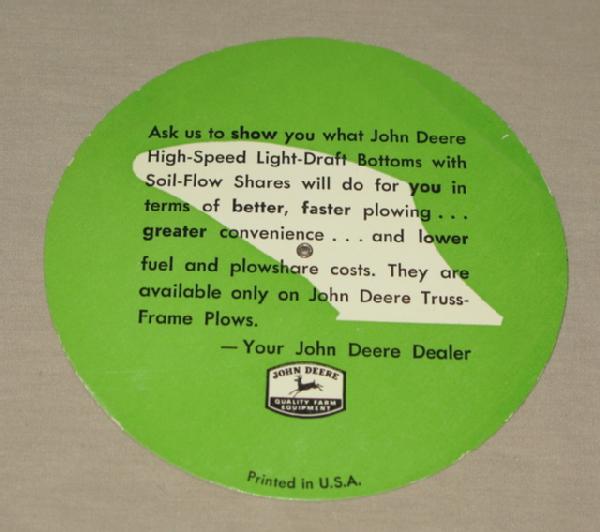 Ask us to show you what John Deere
High-Speed Light-Draft Bottoms with
Soil-Flow Shares will do for you in
terms of better, faster plowing...
greater convenience... and lower
fuel and plowshare costs. They are
available only on John Deere Truss-
Frame Plows.
—Your John Deere Dealer
JOHN DEERE
QUALITY FARM
EQUIPMENT
Printed in U.S.A.